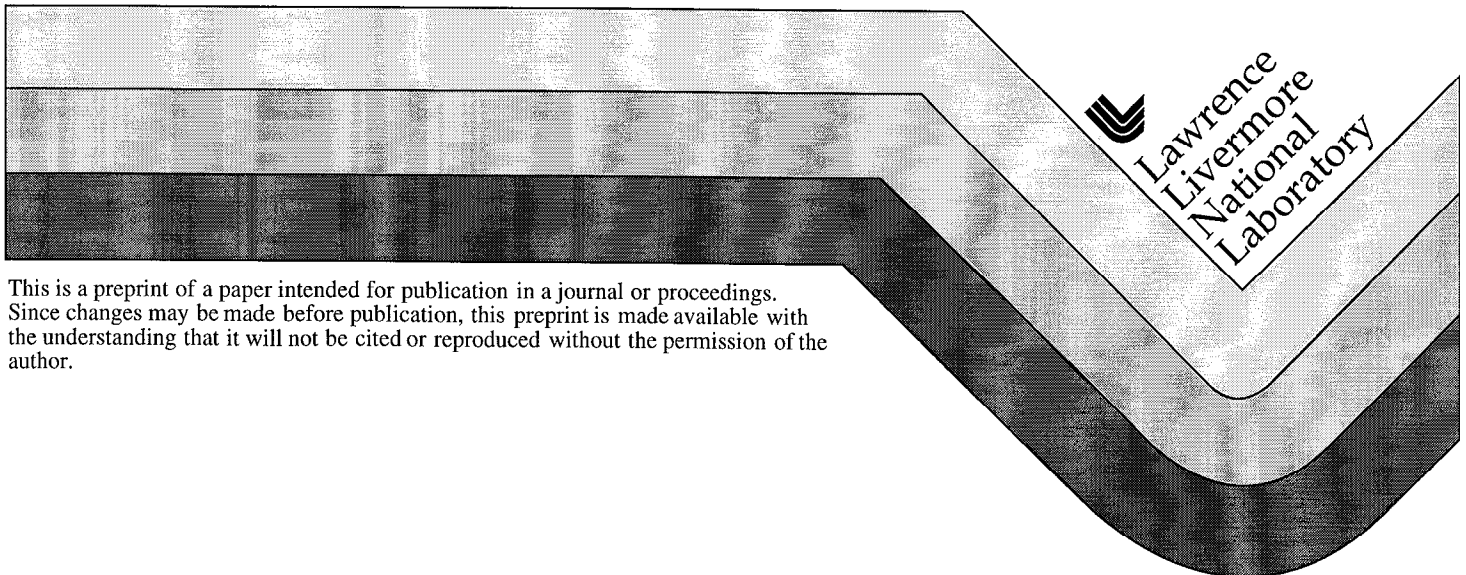 Lawrence
Livermore
National
Laboratory
This is a preprint of a paper intended for publication in a journal or proceedings.
Since changes may be made before publication, this preprint is made available with
the understanding that it will not be cited or reproduced without the permission of the
author.